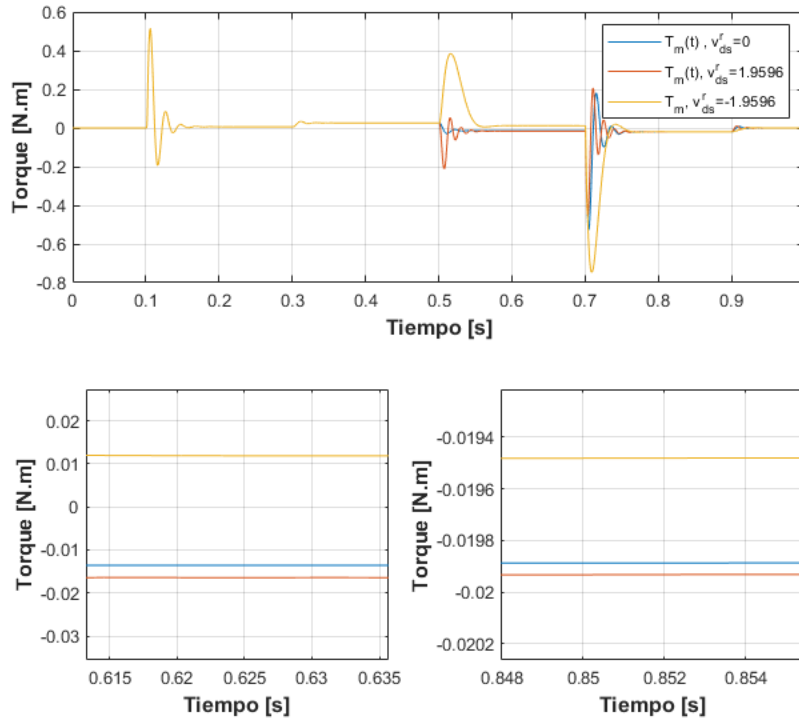 0.6
0.4
0.2
0
-0.2
-0.4
-0.6
-0.8
Torque [N.m]
T_m(t) , v^r_ds=0
T_m(t), v^r_ds=1.9596
T_m, v^r_ds=-1.9596
0 0.1 0.2 0.3 0.4 0.5 0.6 0.7 0.8 0.9
Tiempo [s]
0.02
0.01
0
-0.01
-0.02
-0.03
Torque [N.m]
0.615 0.62 0.625 0.63 0.635
Tiempo [s]
-0.0194
-0.0196
-0.0198
-0.02
-0.0202
Torque [N.m]
0.848 0.85 0.852 0.854
Tiempo [s]